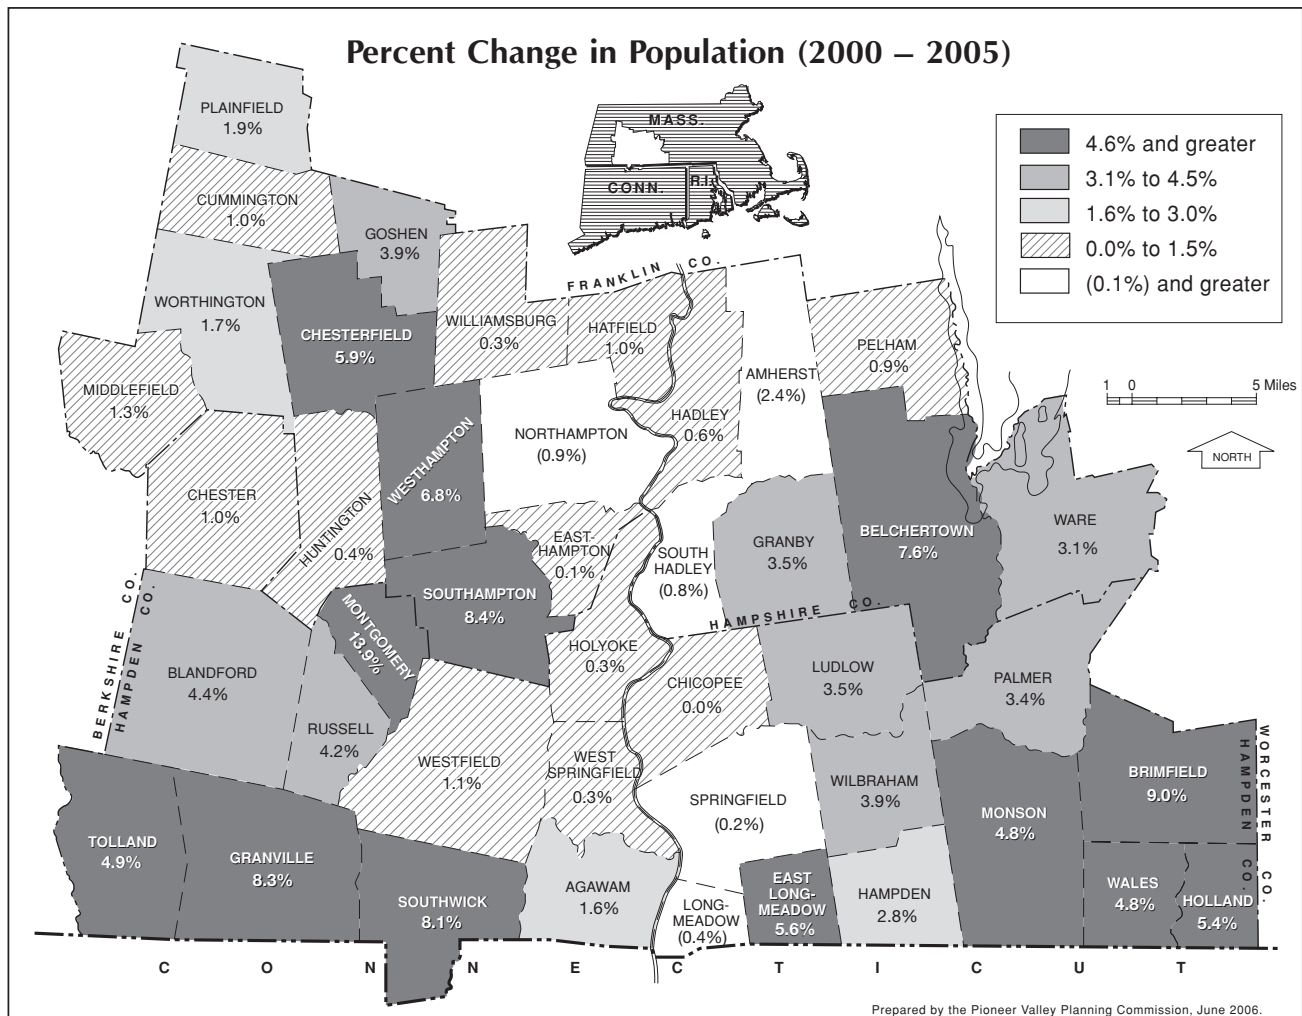 Percent Change in Population (2000 – 2005)
MASS.
CONN.
R.I.
4.6% and greater
3.1% to 4.5%
1.6% to 3.0%
0.0% to 1.5%
(0.1%) and greater
1 0 5 Miles
NORTH
PLAINFIELD
1.9%
CUMMINGTON
1.0%
GOSHEN
3.9%
FRANKLIN CO.
WORTHINGTON
1.7%
CHESTERFIELD
5.9%
WILLIAMSBURG
0.3%
HATFIELD
1.0%
PELHAM
0.9%
AMHERST
(2.4%)
MIDDLEFIELD
1.3%
HADLEY
0.6%
NORTHAMPTON
(0.9%)
WESTHAMPTON
6.8%
CHESTER
1.0%
HUNTINGTON
0.4%
EAST-
HAMPTON
0.1%
SOUTH
HADLEY
(0.8%)
GRANBY
3.5%
BELCHERTOWN
7.6%
WARE
3.1%
BERKSHIRE CO.
HAMPDEN CO.
MONTGOMERY
13.9%
SOUTHAMPTON
8.4%
HAMPSHIRE CO.
BLANDFORD
4.4%
HOLYOKE
0.3%
CHICOPEE
0.0%
LUDLOW
3.5%
PALMER
3.4%
RUSSELL
4.2%
WESTFIELD
1.1%
WEST
SPRINGFIELD
0.3%
SPRINGFIELD
(0.2%)
WILBRAHAM
3.9%
MONSON
4.8%
BRIMFIELD
9.0%
HAMPDEN CO.
WORCESTER CO.
TOLLAND
4.9%
GRANVILLE
8.3%
SOUTHWICK
8.1%
AGAWAM
1.6%
LONG-
MEADOW
(0.4%)
EAST
LONG-
MEADOW
5.6%
HAMPDEN
2.8%
WALES
4.8%
HOLLAND
5.4%
C O N N E C T I C U T
Prepared by the Pioneer Valley Planning Commission, June 2006.